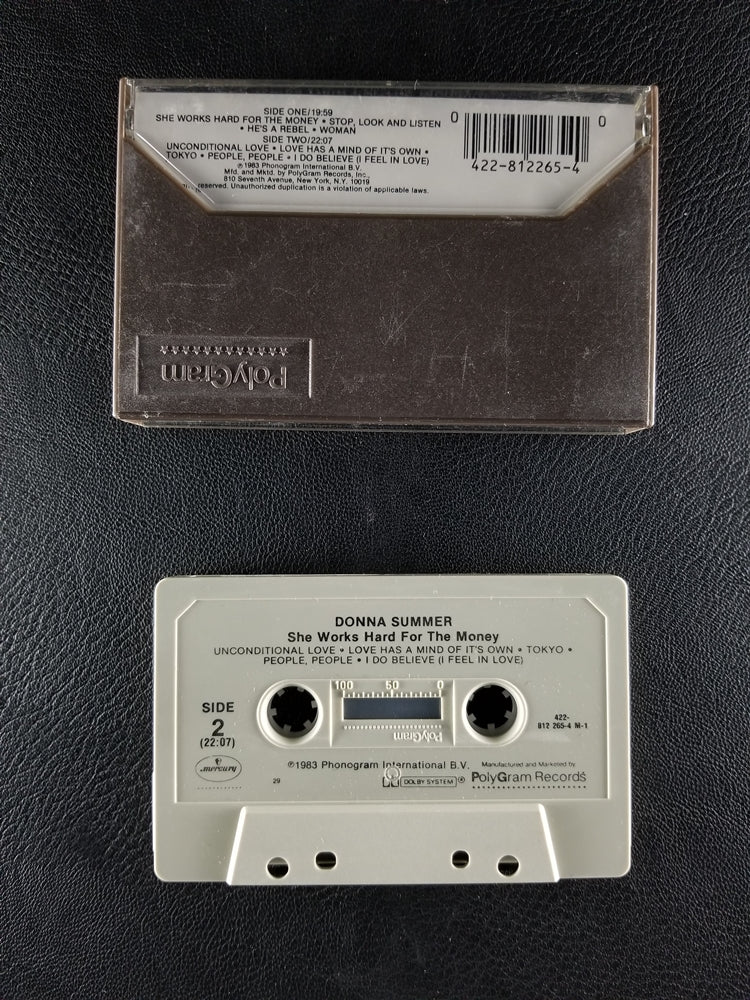 SIDE ONE/19:59
SHE WORKS HARD FOR THE MONEY • STOP, LOOK AND LISTEN
• HE'S A REBEL • WOMAN
SIDE TWO/22:07
UNCONDITIONAL LOVE • LOVE HAS A MIND OF IT'S OWN •
TOKYO • PEOPLE, PEOPLE • I DO BELIEVE (I FEEL IN LOVE)
℗1983 Phonogram International B.V.
Mfd. and Mktd. by PolyGram Records, Inc.,
810 Seventh Avenue, New York, N.Y. 10019
reserved. Unauthorized duplication is a violation of applicable laws.
0 0
422-812265-4
PolyGram
DONNA SUMMER
She Works Hard For The Money
UNCONDITIONAL LOVE • LOVE HAS A MIND OF IT'S OWN • TOKYO •
PEOPLE, PEOPLE • I DO BELIEVE (I FEEL IN LOVE)
100 50 0
PolyGram
SIDE
2
(22:07)
mercury
422-
812 265-4 M-1
℗1983 Phonogram International B.V.
Manufactured and Marketed by
PolyGram Records
29
DOLBY SYSTEM ®